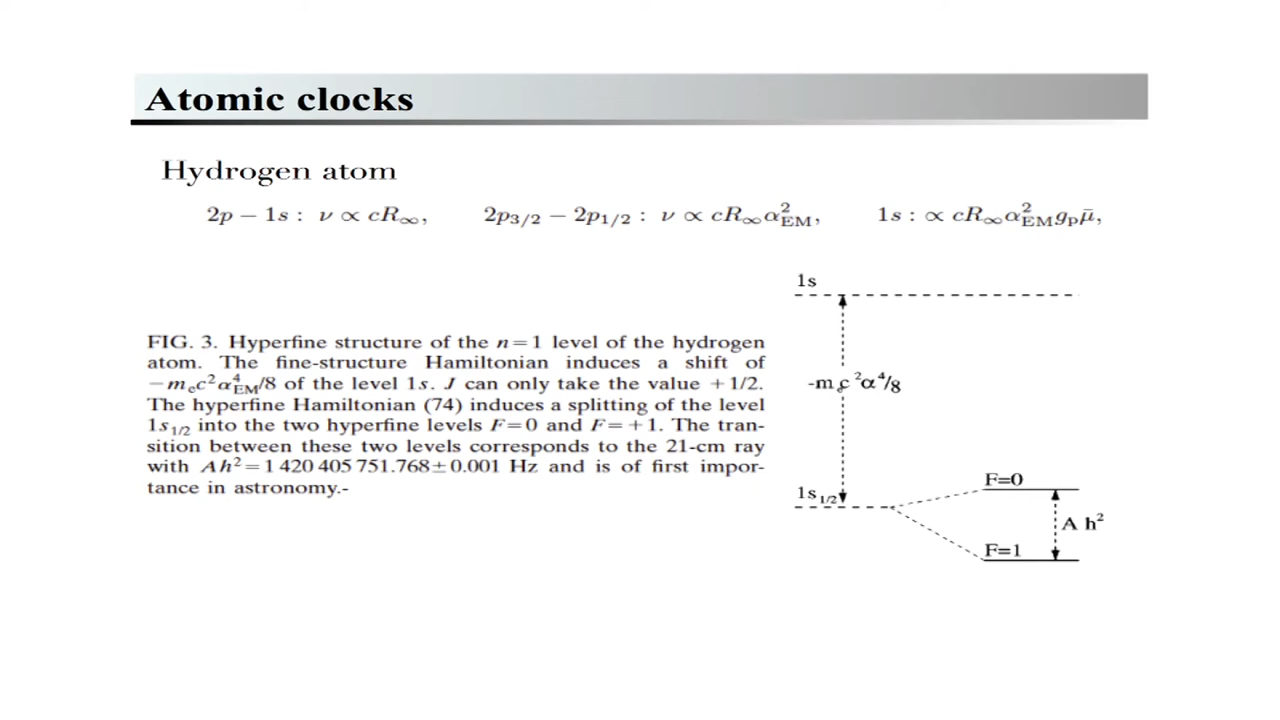 Atomic clocks
Hydrogen atom
2p − 1s : ν ∝ cR∞,   2p3/2 − 2p1/2 : ν ∝ cR∞α²EM,   1s : ∝ cR∞α²EM gp μ̄,
FIG. 3. Hyperfine structure of the n=1 level of the hydrogen
atom. The fine-structure Hamiltonian induces a shift of
−mec²α⁴EM/8 of the level 1s. J can only take the value +1/2.
The hyperfine Hamiltonian (74) induces a splitting of the level
1s1/2 into the two hyperfine levels F=0 and F=+1. The tran-
sition between these two levels corresponds to the 21-cm ray
with Ah²=1 420 405 751.768±0.001 Hz and is of first impor-
tance in astronomy.-
1s
-mec²α⁴/8
1s1/2
F=0
A h²
F=1